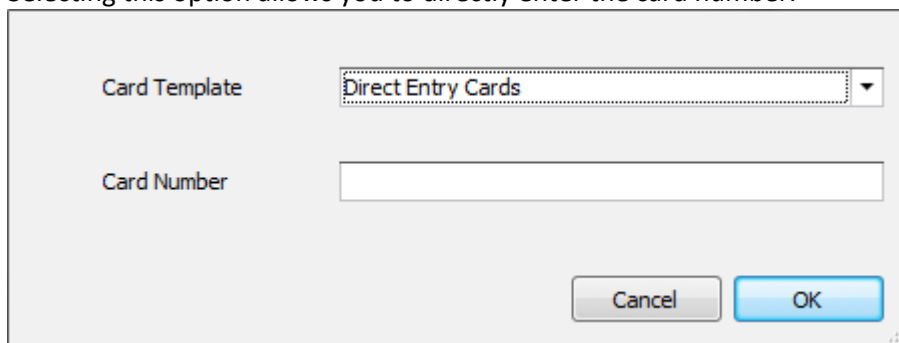 Selecting this option allows you to directly enter the card number.
Card Template Direct Entry Cards
Card Number
Cancel OK